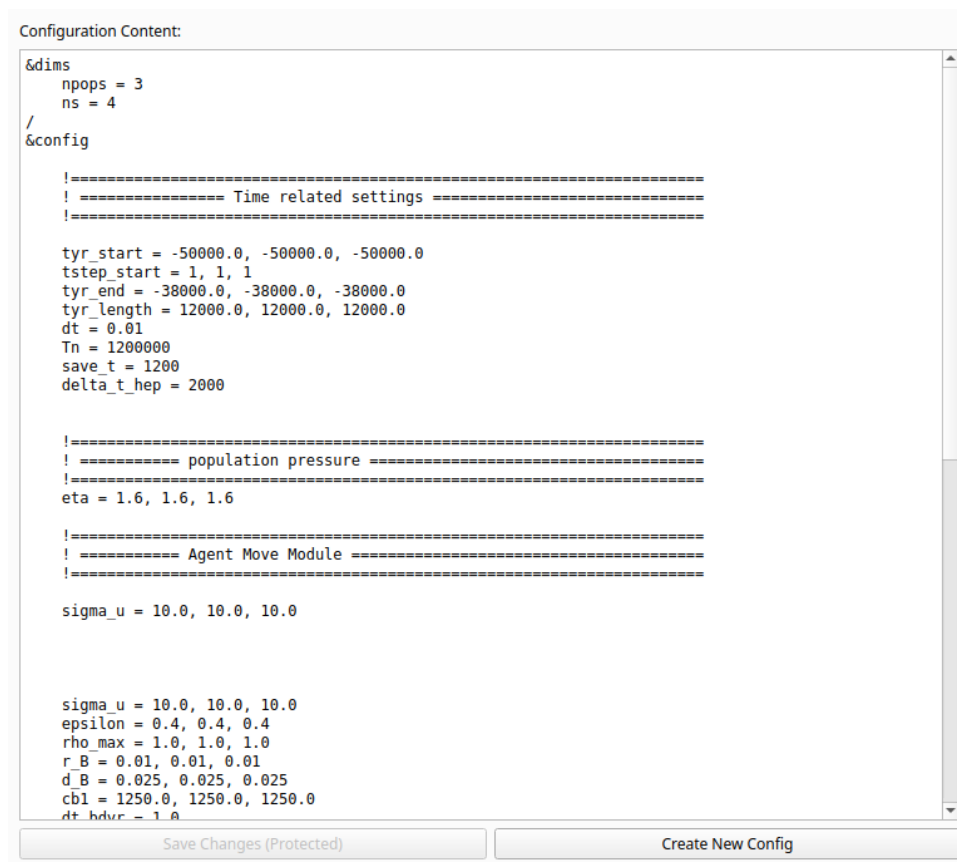 Configuration Content:
&dims
    npops = 3
    ns = 4
/
&config
    !======================================================================
    ! ================ Time related settings ==============================
    !======================================================================
    tyr_start = -50000.0, -50000.0, -50000.0
    tstep_start = 1, 1, 1
    tyr_end = -38000.0, -38000.0, -38000.0
    tyr_length = 12000.0, 12000.0, 12000.0
    dt = 0.01
    Tn = 1200000
    save_t = 1200
    delta_t_hep = 2000
    !======================================================================
    ! =========== population pressure =====================================
    !======================================================================
    eta = 1.6, 1.6, 1.6
    !======================================================================
    ! =========== Agent Move Module =======================================
    !======================================================================
    sigma_u = 10.0, 10.0, 10.0
    sigma_u = 10.0, 10.0, 10.0
    epsilon = 0.4, 0.4, 0.4
    rho_max = 1.0, 1.0, 1.0
    r_B = 0.01, 0.01, 0.01
    d_B = 0.025, 0.025, 0.025
    cb1 = 1250.0, 1250.0, 1250.0
    dt_bdyr = 1.0
Save Changes (Protected)
Create New Config